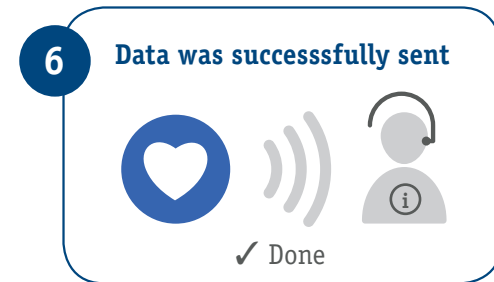 6
Data was successsfully sent
i
✓ Done